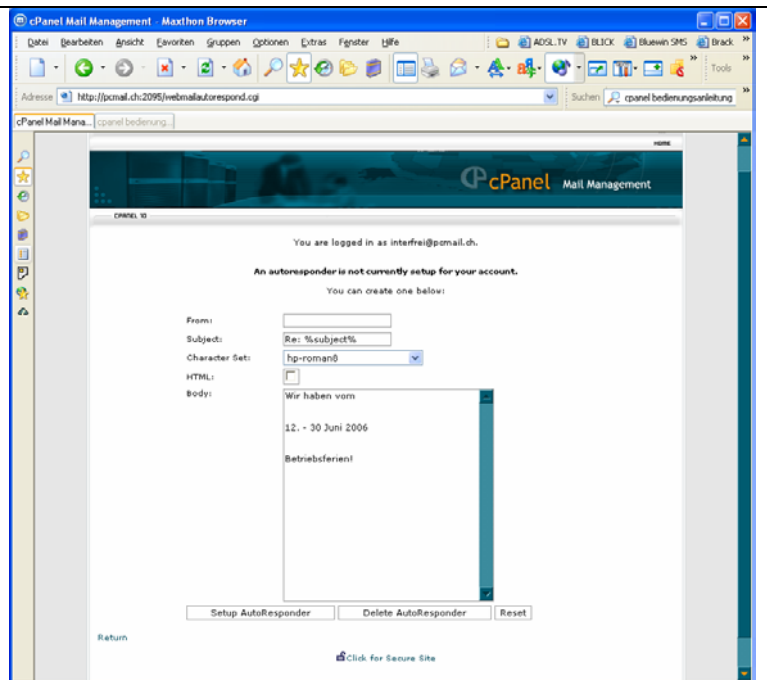 cPanel Mail Management - Maxthon Browser
Datei Bearbeiten Ansicht Favoriten Gruppen Optionen Extras Fenster Hilfe ADSL.TV BLICK Bluewin SMS Brack »
Tools »
Adresse http://pcmail.ch:2095/webmailautorespond.cgi Suchen cpanel bedienungsanleitung »
cPanel Mail Mana... cpanel bedienung...
HOME
cPanel Mail Management
CPANEL 10
You are logged in as interfrei@pcmail.ch.
An autoresponder is not currently setup for your account.
You can create one below:
From:
Subject: Re: %subject%
Character Set: hp-roman8
HTML:
Body: Wir haben vom
12. - 30 Juni 2006
Betriebsferien!
Setup AutoResponder Delete AutoResponder Reset
Return
Click for Secure Site